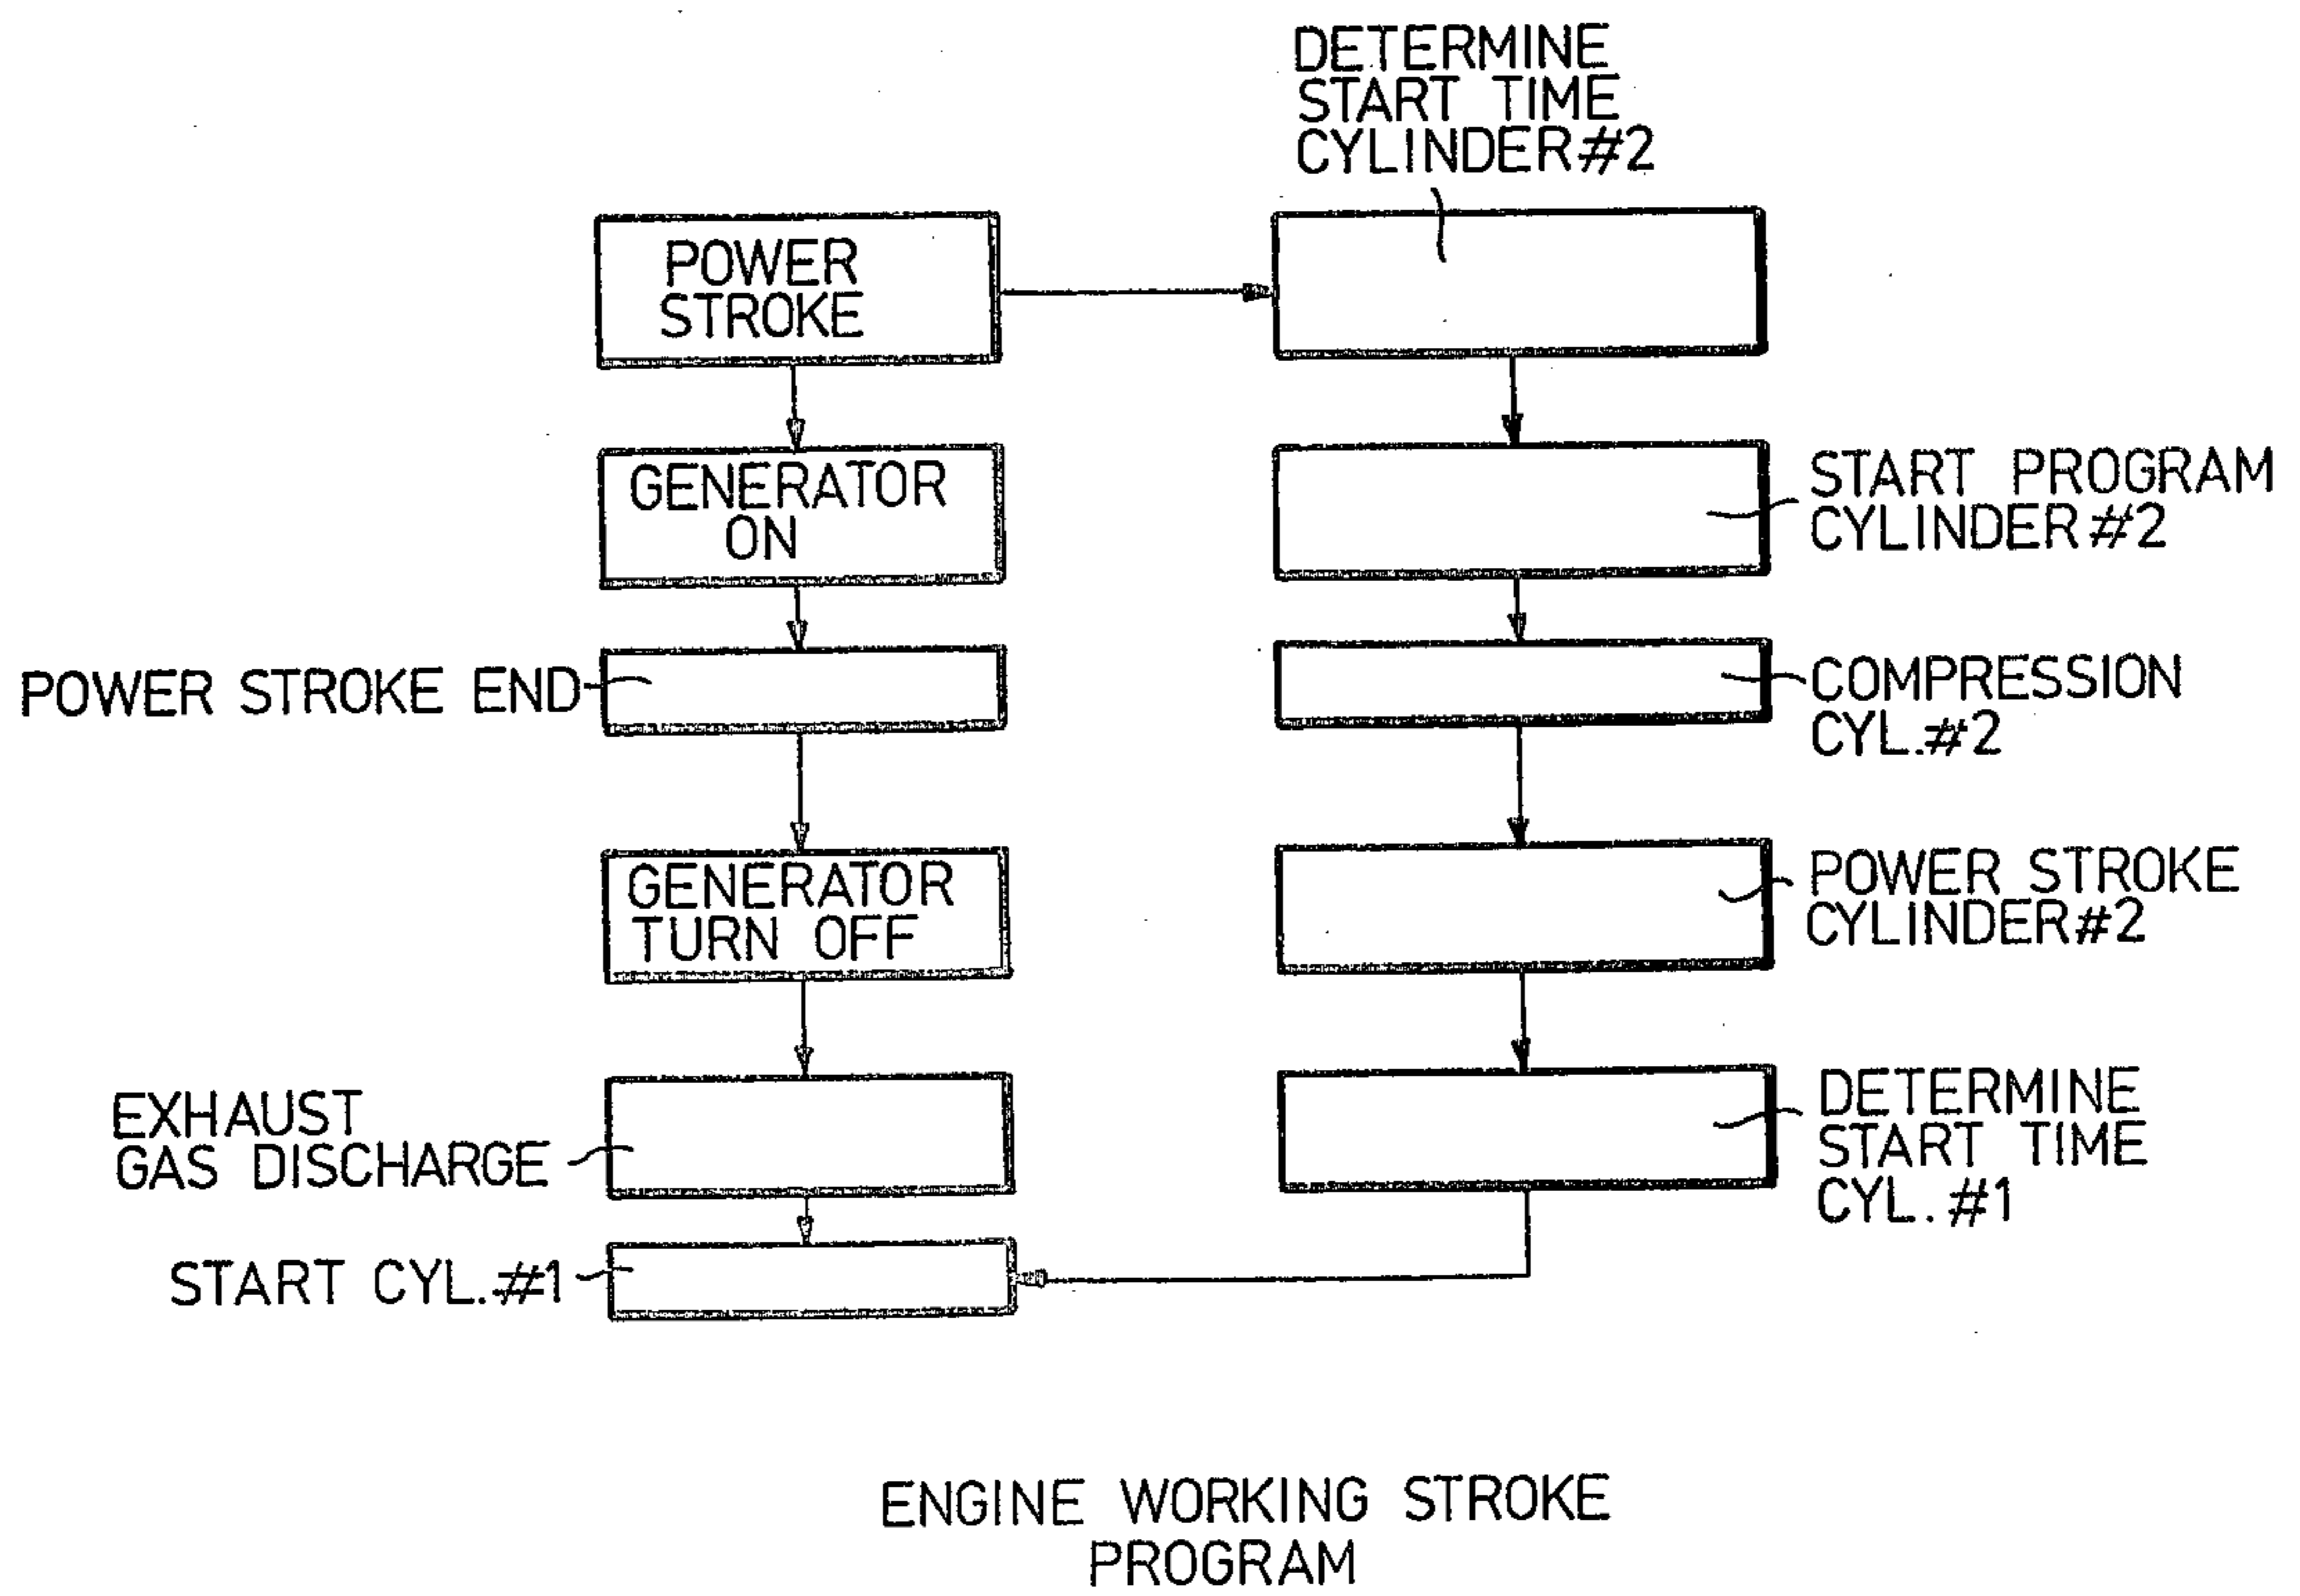 DETERMINE
START TIME
CYLINDER #2
POWER
STROKE
GENERATOR
ON
START PROGRAM
CYLINDER #2
POWER STROKE END
COMPRESSION
CYL. #2
GENERATOR
TURN OFF
POWER STROKE
CYLINDER #2
EXHAUST
GAS DISCHARGE
DETERMINE
START TIME
CYL. #1
START CYL. #1
ENGINE WORKING STROKE
PROGRAM